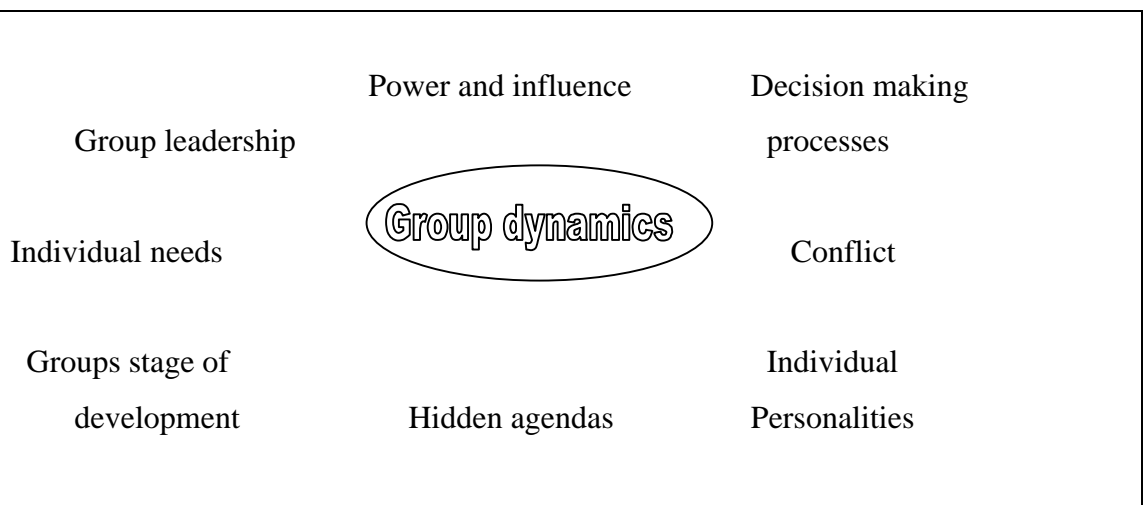 Power and influence
Decision making
processes
Group leadership
Group dynamics
Individual needs
Conflict
Groups stage of
development
Hidden agendas
Individual
Personalities